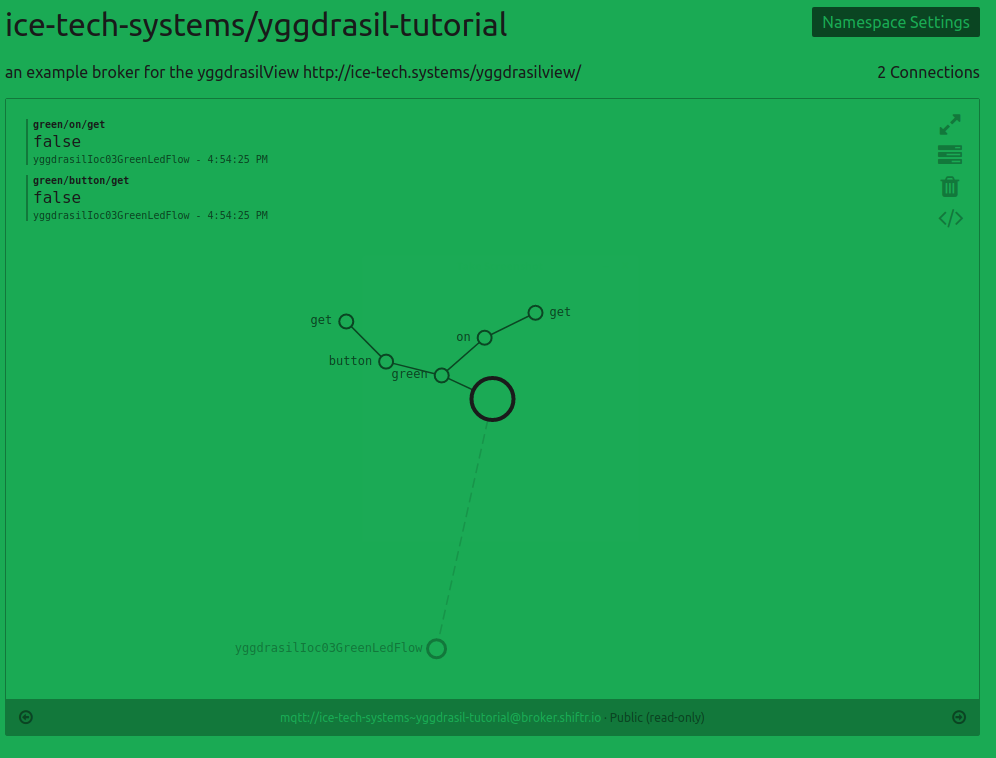 ice-tech-systems/yggdrasil-tutorial
Namespace Settings
an example broker for the yggdrasilView http://ice-tech.systems/yggdrasilview/
2 Connections
green/on/get
false
yggdrasilIoc03GreenLedFlow - 4:54:25 PM
green/button/get
false
yggdrasilIoc03GreenLedFlow - 4:54:25 PM
get
get
on
button
green
yggdrasilIoc03GreenLedFlow
mqtt://ice-tech-systems~yggdrasil-tutorial@broker.shiftr.io - Public (read-only)